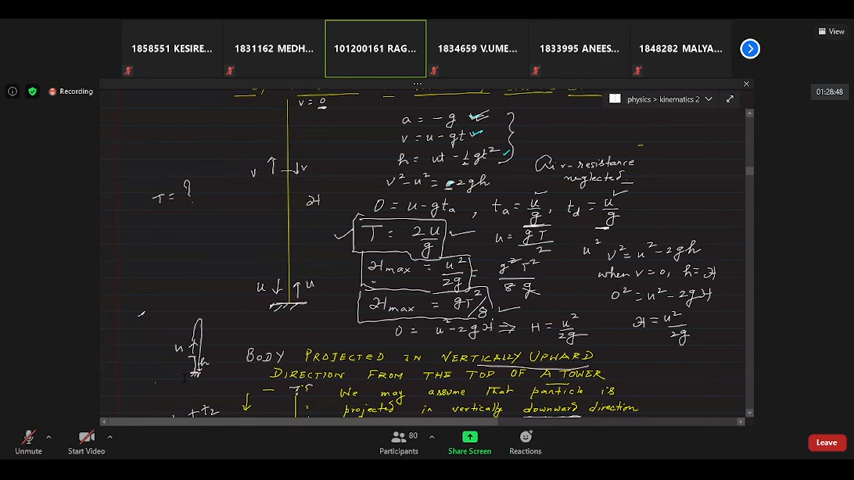 View
1858551 KESIRE...
1831162 MEDH...
101200161 RAG...
1834659 V.UME...
1833995 ANEES...
1848282 MALYA...
Recording
01:28:48
physics > kinematics 2
v = 0
a = -g
v = u - gt
h = ut - 1/2 gt²
v² - u² = -2gh
Air-resistance
neglected
v v
T = ?
H
0 = u - gta , ta = u/g , td = u/g
T = 2u/g
u = gT/2
Hmax = u²/2g = g²T²/8g
Hmax = gT²/8
0 = u² - 2gH ⇒ H = u²/2g
u²
v² = u² - 2gh
when v = 0, h = H
0² = u² - 2gH
H = u²/2g
u u
u
h
BODY PROJECTED IN VERTICALLY UPWARD
DIRECTION FROM THE TOP OF A TOWER
We may assume that particle is
projected in vertically downward direction
Unmute
Start Video
80
Participants
Share Screen
Reactions
Leave